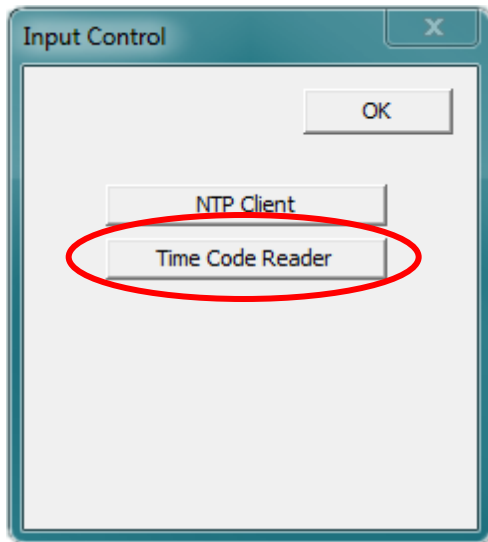 Input Control
X
OK
NTP Client
Time Code Reader